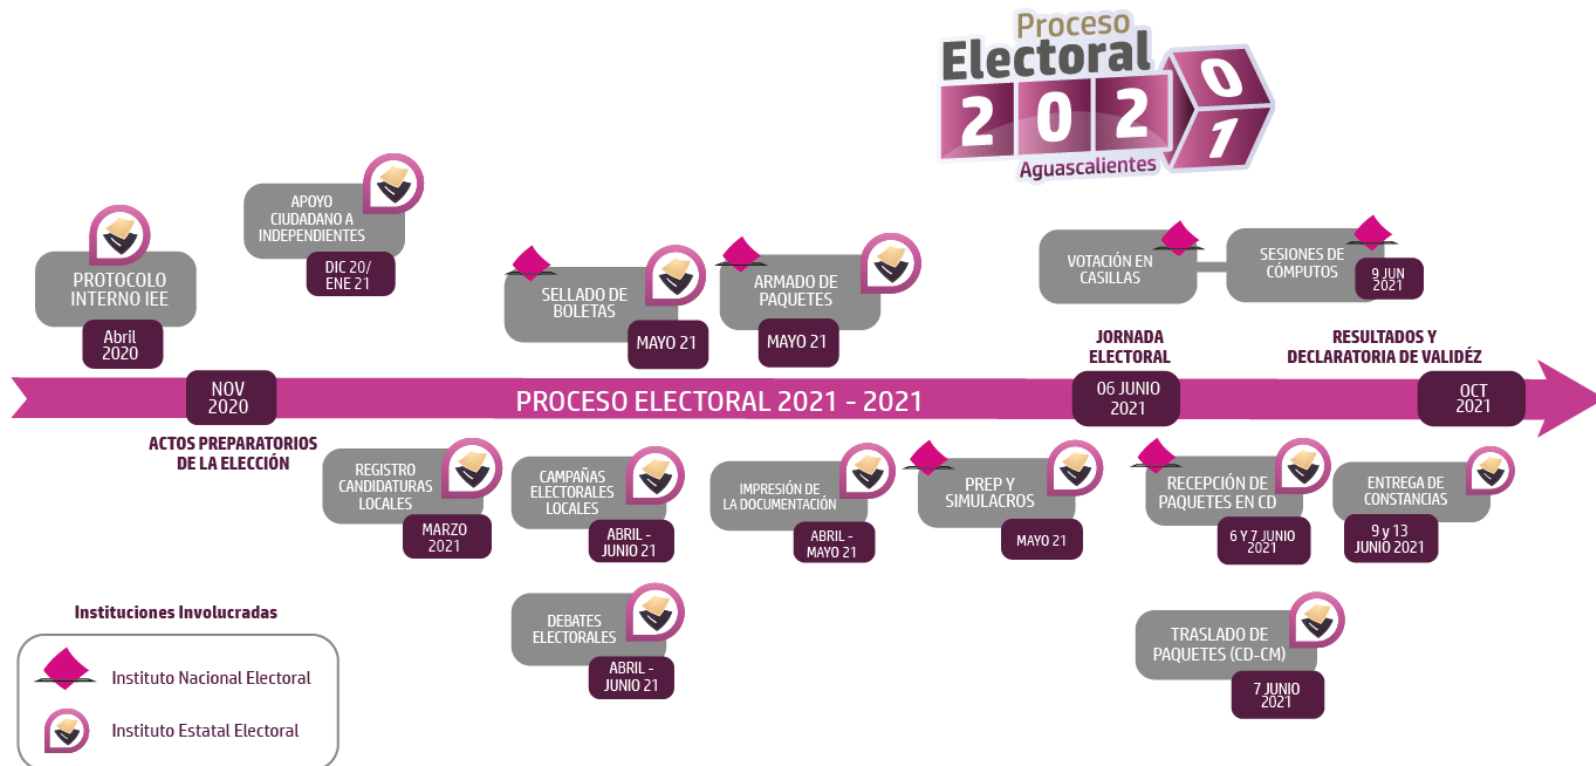 Proceso
Electoral
2 0 2 0
1
Aguascalientes
PROTOCOLO
INTERNO IEE
Abril
2020
APOYO
CIUDADANO A
INDEPENDIENTES
DIC 20/
ENE 21
SELLADO DE
BOLETAS
MAYO 21
ARMADO DE
PAQUETES
MAYO 21
VOTACIÓN EN
CASILLAS
SESIONES DE
CÓMPUTOS
9 JUN
2021
JORNADA
ELECTORAL
RESULTADOS Y
DECLARATORIA DE VALIDÉZ
NOV
2020
PROCESO ELECTORAL 2021 - 2021
06 JUNIO
2021
OCT
2021
ACTOS PREPARATORIOS
DE LA ELECCIÓN
REGISTRO
CANDIDATURAS
LOCALES
MARZO
2021
CAMPAÑAS
ELECTORALES
LOCALES
ABRIL -
JUNIO 21
IMPRESIÓN DE
LA DOCUMENTACIÓN
ABRIL -
MAYO 21
PREP Y
SIMULACROS
MAYO 21
RECEPCIÓN DE
PAQUETES EN CD
6 Y 7 JUNIO
2021
ENTREGA DE
CONSTANCIAS
9 y 13
JUNIO 2021
DEBATES
ELECTORALES
ABRIL -
JUNIO 21
TRASLADO DE
PAQUETES (CD-CM)
7 JUNIO
2021
Instituciones Involucradas
Instituto Nacional Electoral
Instituto Estatal Electoral